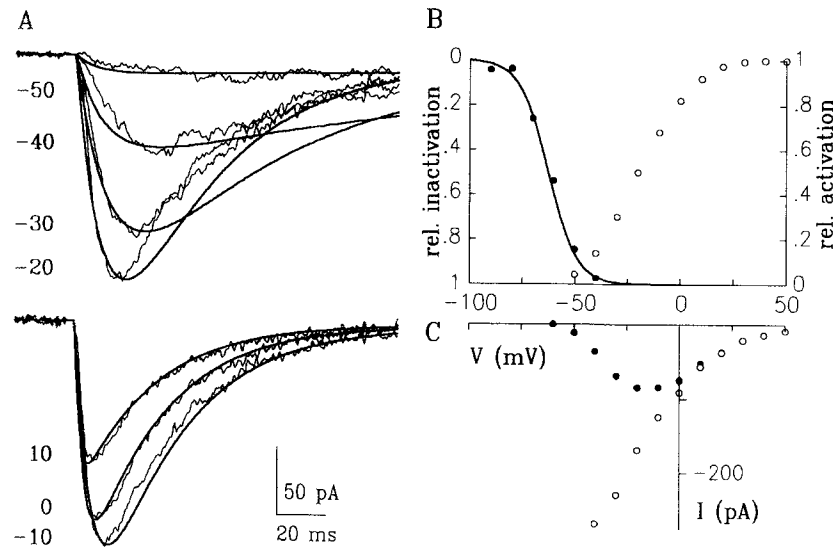 A
-50
-40
-30
-20
10
0
-10
50 pA
20 ms
B
rel. inactivation
0
.2
.4
.6
.8
1
1
.8
.6
.4
.2
0
rel. activation
-100
-50
0
50
C
V (mV)
-200
I (pA)